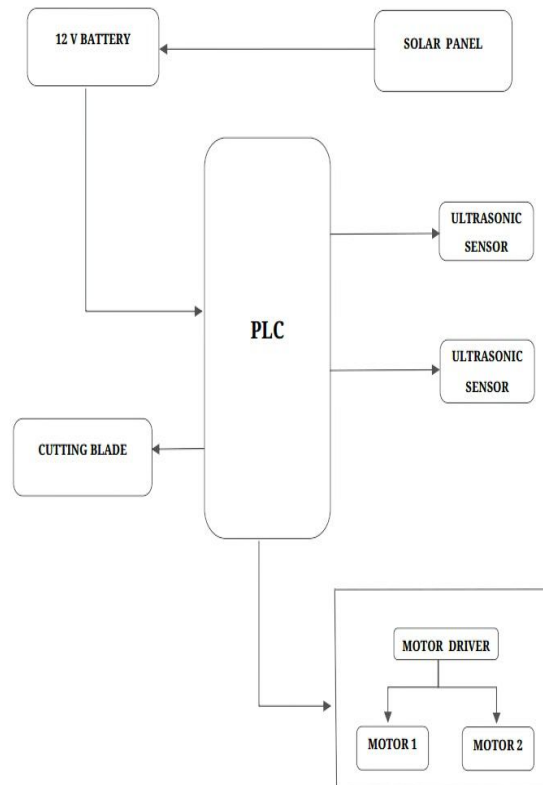 12 V BATTERY
SOLAR PANEL
ULTRASONIC
SENSOR
PLC
ULTRASONIC
SENSOR
CUTTING BLADE
MOTOR DRIVER
MOTOR 1
MOTOR 2